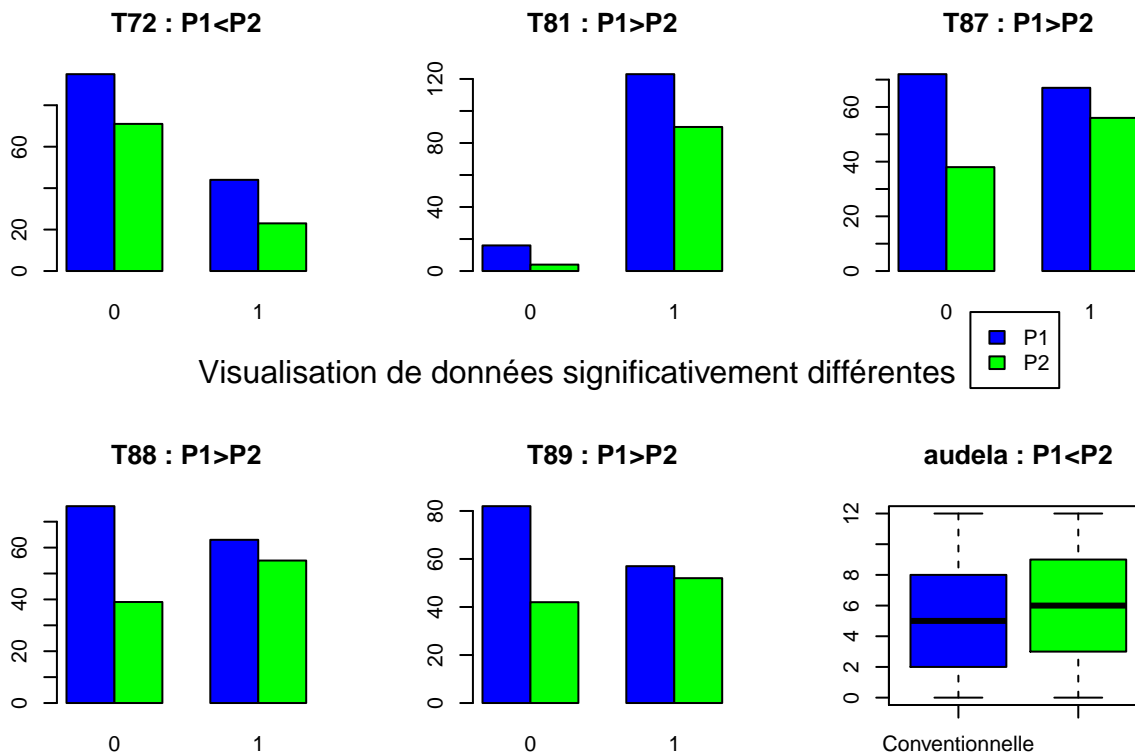 T72 : P1<P2
T81 : P1>P2
T87 : P1>P2
0 20 60
0 1
0 40 80 120
0 1
0 20 40 60
0 1
P1
P2
Visualisation de données significativement différentes
T88 : P1>P2
T89 : P1>P2
audela : P1<P2
0 20 40 60
0 1
0 20 40 60 80
0 1
0 2 4 6 8 12
Conventionnelle